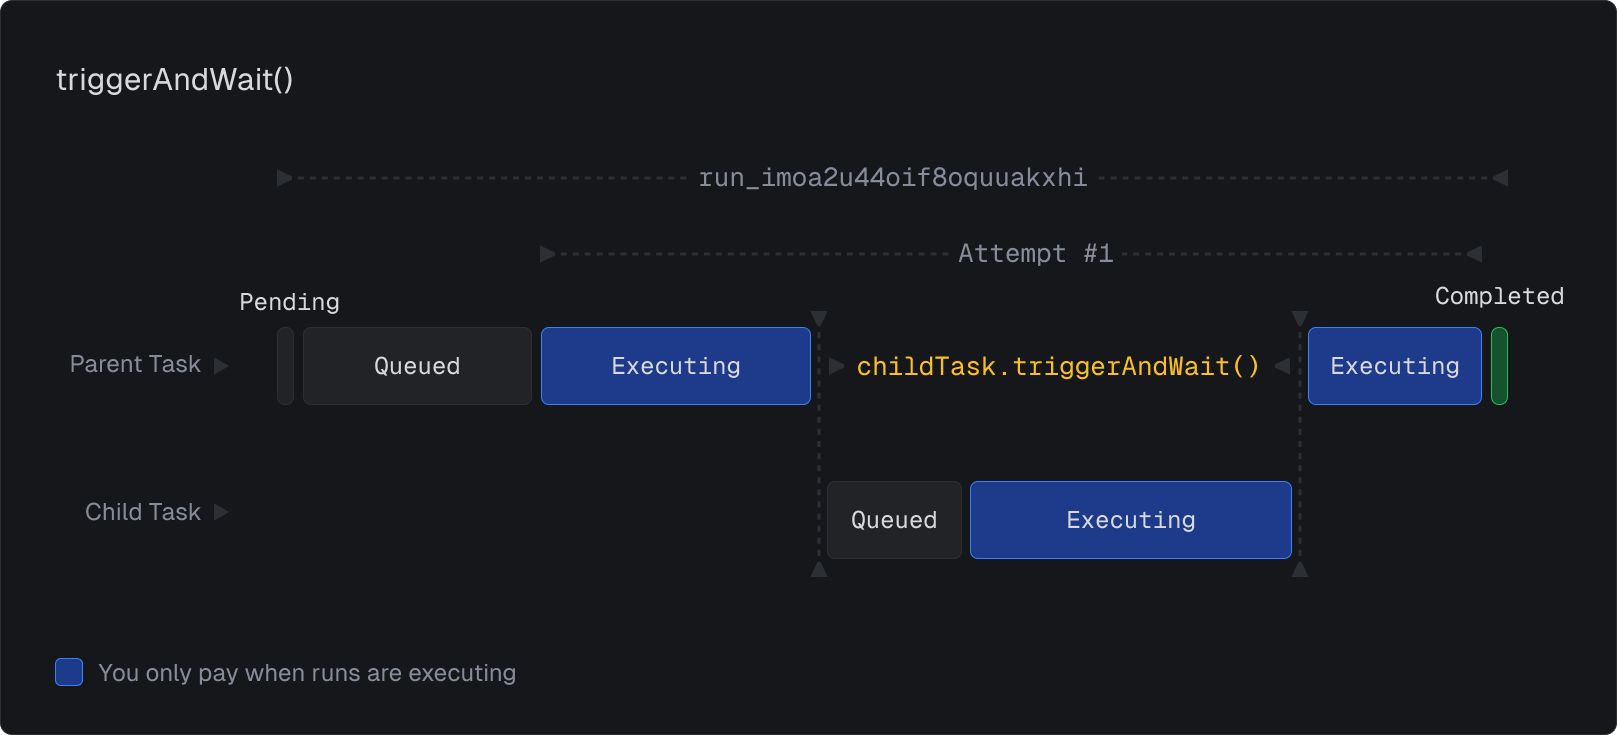 triggerAndWait()
run_imoa2u44oif8oquuakxhi
Attempt #1
Pending
Completed
Parent Task
Queued
Executing
childTask.triggerAndWait()
Executing
Child Task
Queued
Executing
You only pay when runs are executing